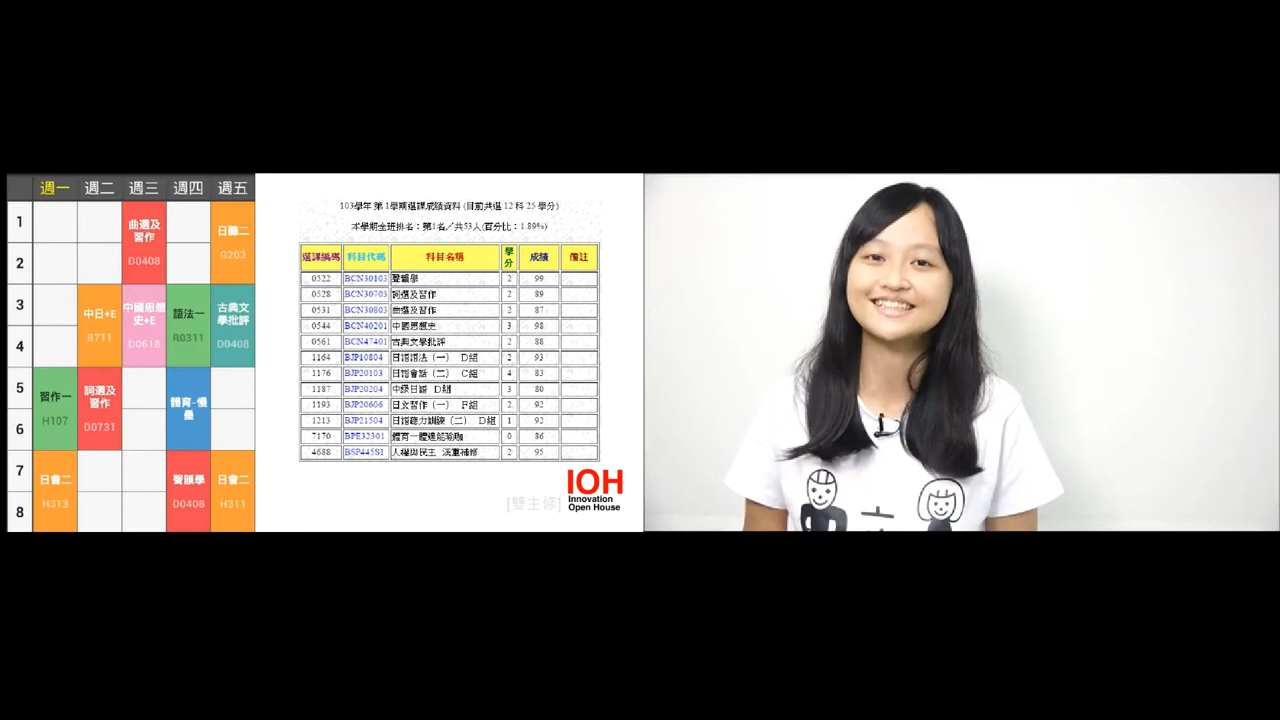 週一 週二 週三 週四 週五
1 曲選及習作 D0408 日聽二 G203
2
3 中日+E B711 中國思想史+E D0618 語法一 R0311 古典文學批評 D0408
4
5 習作一 H107 詞選及習作 D0731 體育-慢壘
6
7 日會二 H313 聲韻學 D0408 日會二 H311
8
103學年 第 1學期選課成績資料 (目前共選 12 科 25 學分)
本學期全班排名：第1名／共53人(百分比：1.89%)
選課編碼 科目代碼 科目名稱 學分 成績 備註
0522 BCN30103 聲韻學 2 99
0528 BCN30703 詞選及習作 2 89
0531 BCN30803 曲選及習作 2 87
0544 BCN40201 中國思想史 3 98
0561 BCN47401 古典文學批評 2 88
1164 BJP10804 日語語法（一） D組 2 93
1176 BJP20103 日語會話（二） C組 4 83
1187 BJP20204 中級日語 D組 3 80
1193 BJP20606 日文習作（一） F組 2 92
1213 BJP21504 日語聽力訓練（二） D組 1 92
7170 BPE32301 體育－體適能瑜珈 0 86
4688 BSP445S1 人權與民主 溪重補修 2 95
[雙主修]
IOH
Innovation
Open House